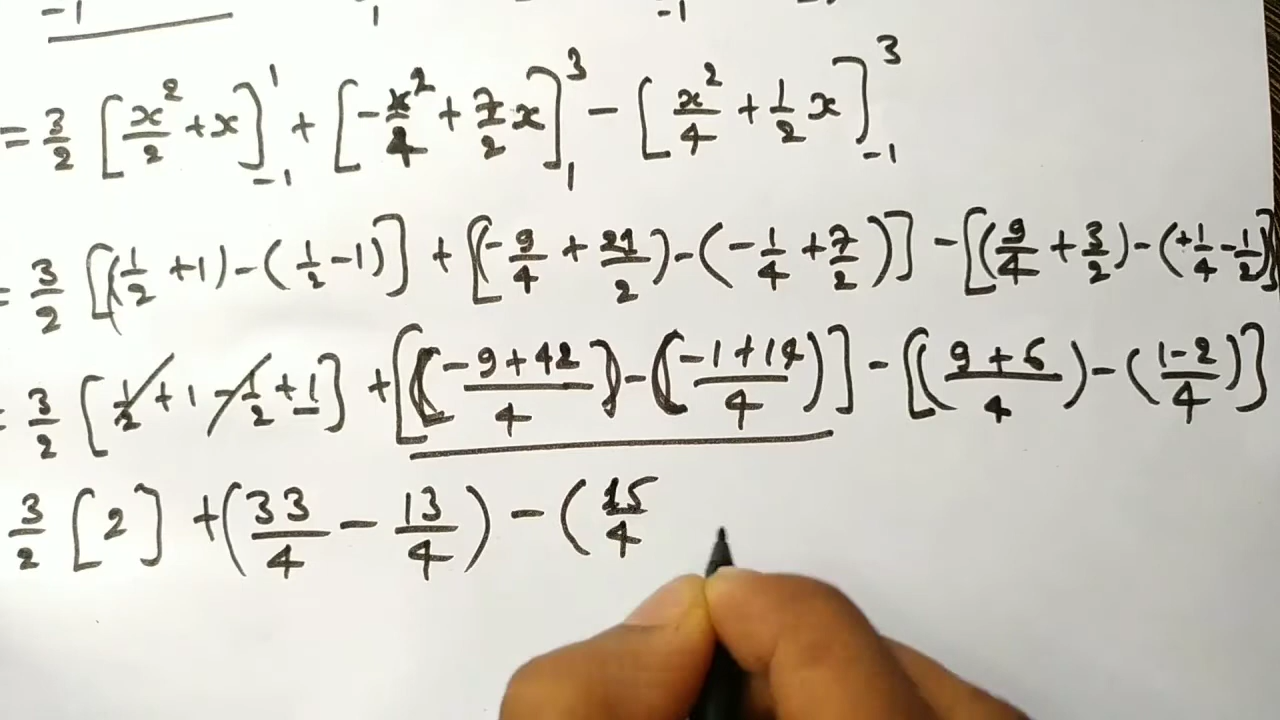 -1 1 -1
= 3/2 [x²/2 + x]₋₁¹ + [-x²/4 + 7/2 x]₁³ - [x²/4 + 1/2 x]₋₁³
= 3/2 [(1/2 + 1) - (1/2 - 1)] + [(-9/4 + 21/2) - (-1/4 + 7/2)] - [(9/4 + 3/2) - (+1/4 - 1/2)]
= 3/2 [1/2 + 1 - 1/2 + 1] + [((-9 + 42)/4) - ((-1 + 14)/4)] - [((9 + 6)/4) - ((1 - 2)/4)]
3/2 [2] + (33/4 - 13/4) - (15/4